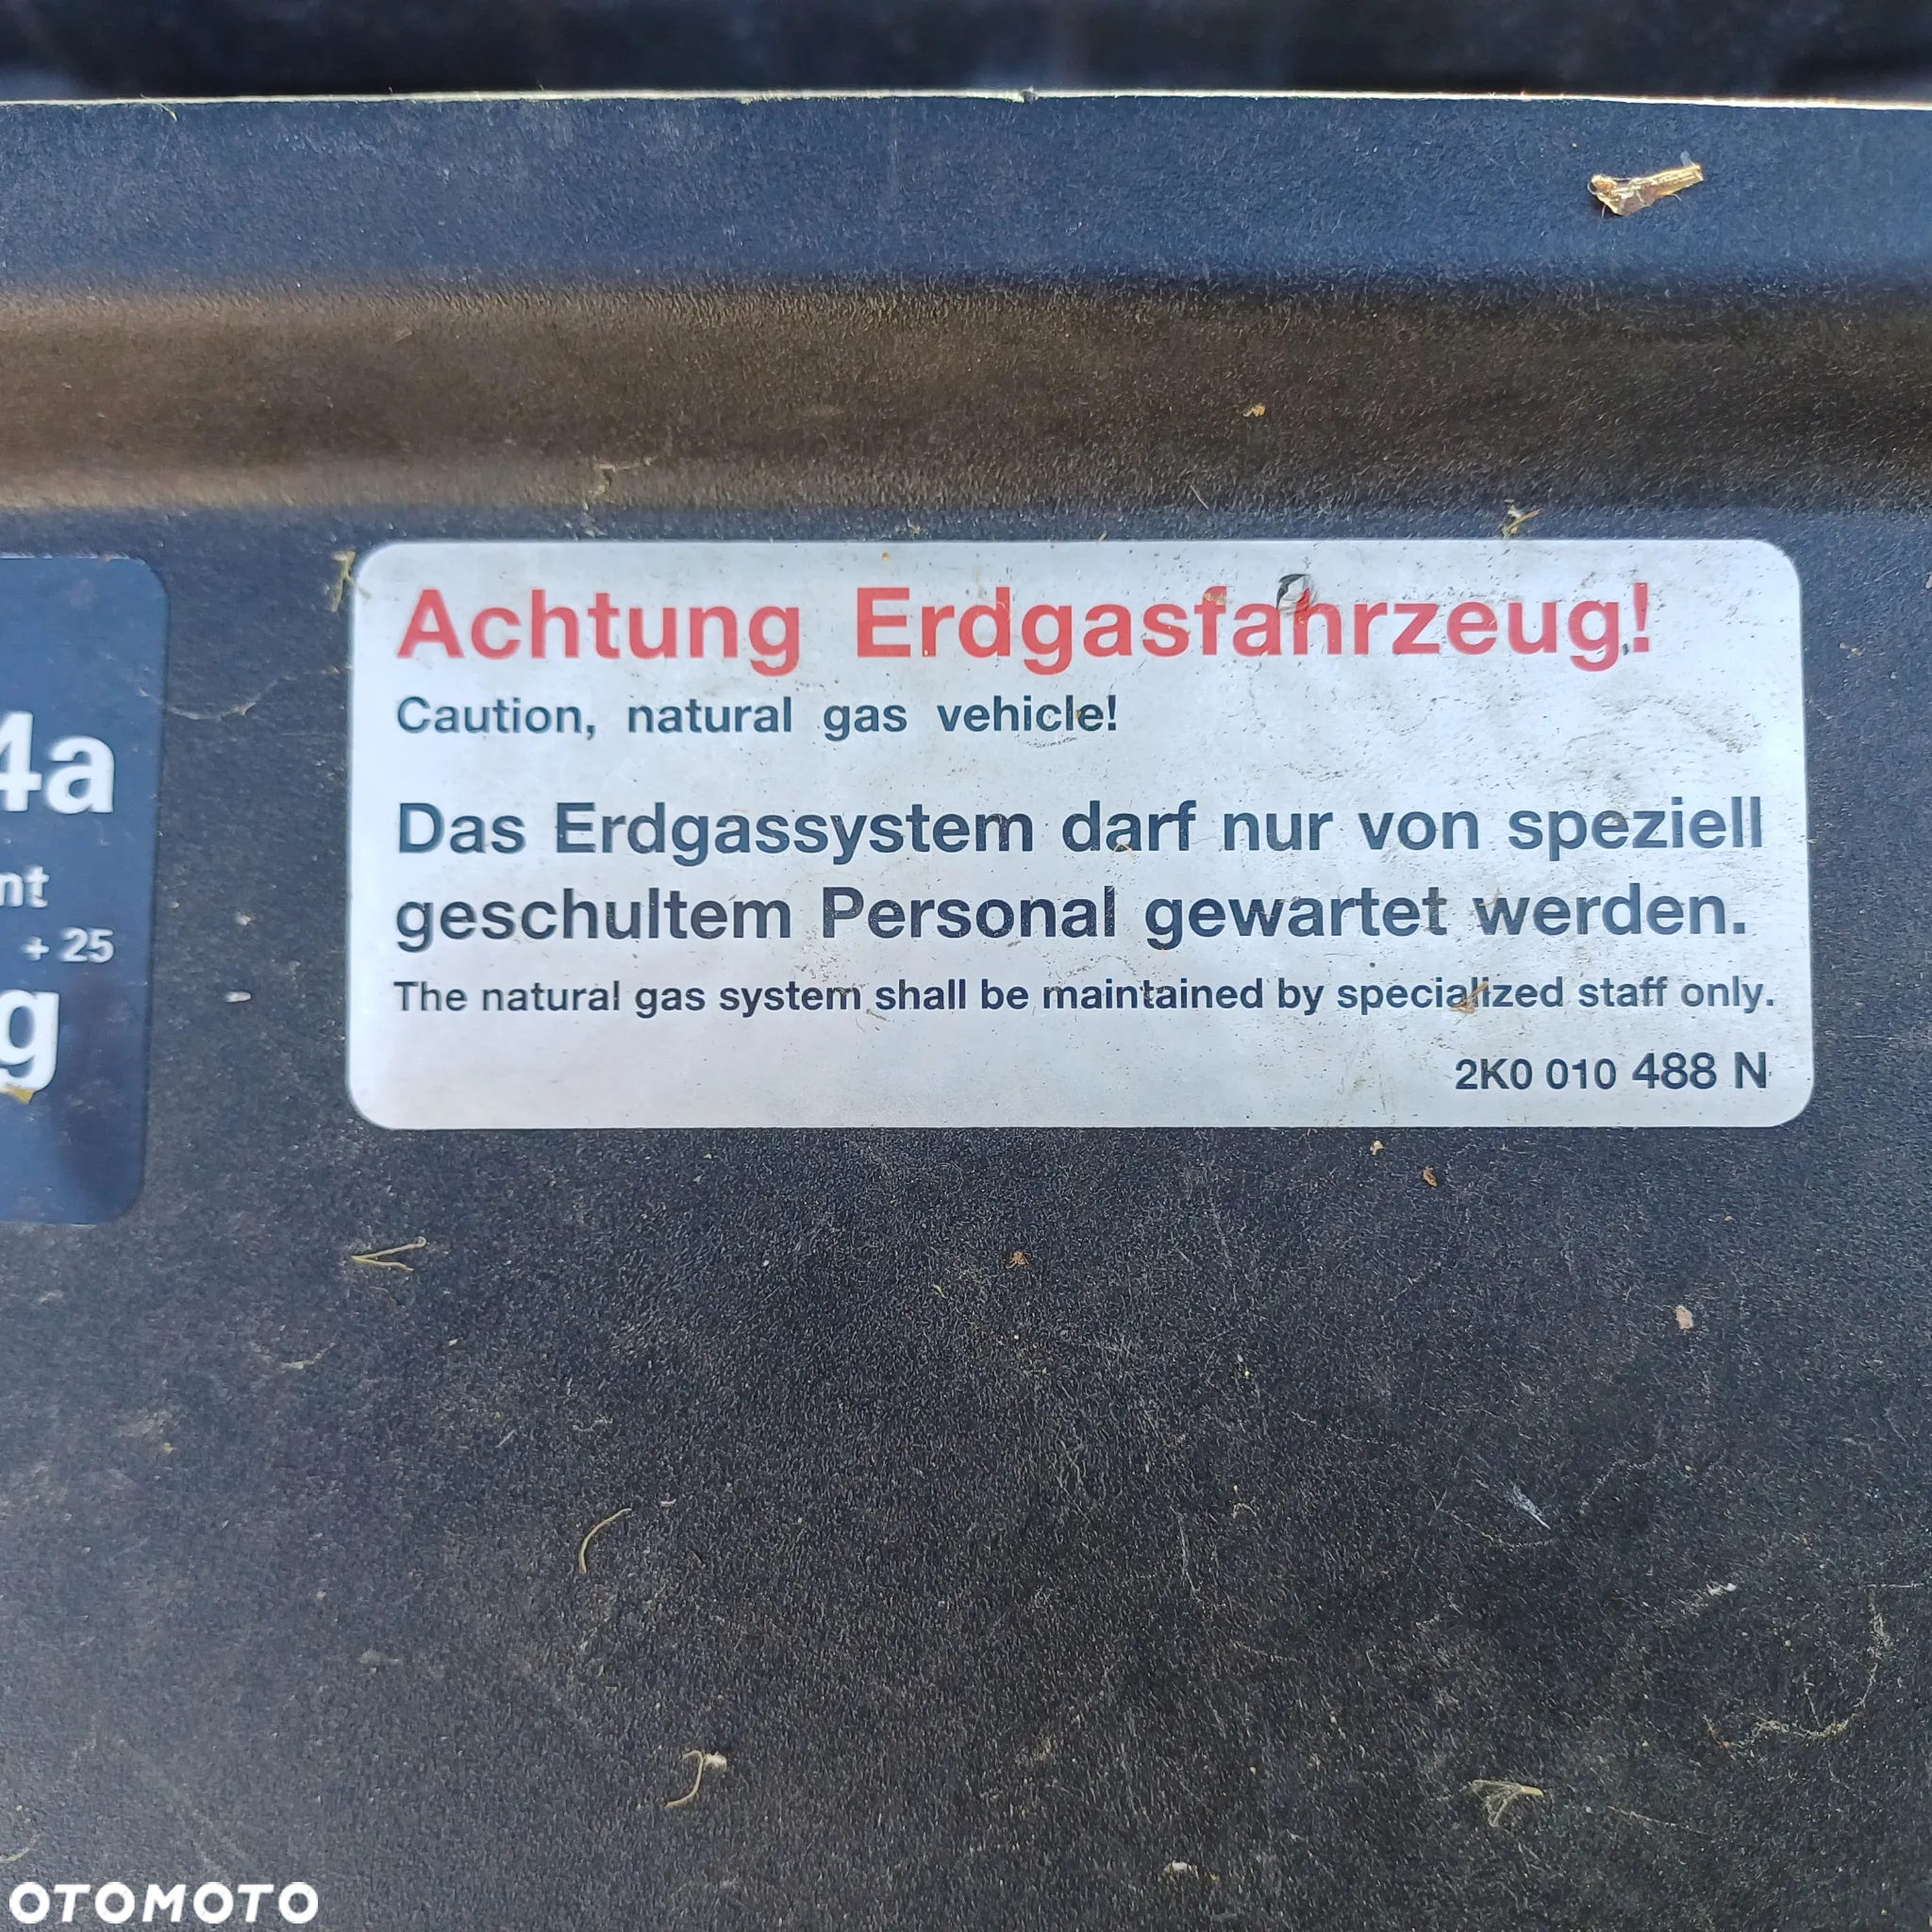 Achtung Erdgasfahrzeug!
Caution, natural gas vehicle!
Das Erdgassystem darf nur von speziell
geschultem Personal gewartet werden.
The natural gas system shall be maintained by specialized staff only.
2K0 010 488 N
4a
nt
+ 25
g
OTOMOTO